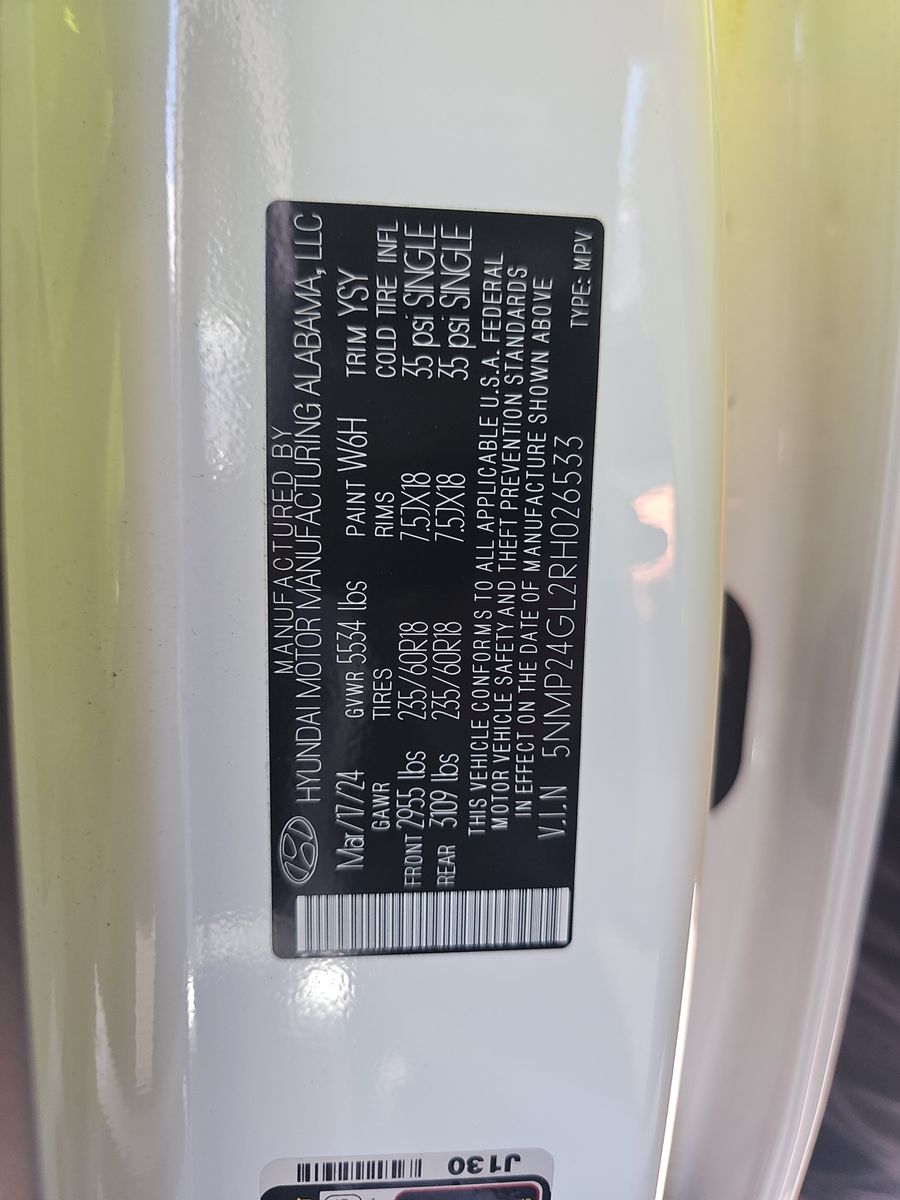 MANUFACTURED BY
HYUNDAI MOTOR MANUFACTURING ALABAMA, LLC
Mar/17/24 GVWR 5534 lbs PAINT W6H TRIM YSY
GAWR TIRES RIMS COLD TIRE INFL
FRONT 2955 lbs 235/60R18 7.5JX18 35 psi SINGLE
REAR 3109 lbs 235/60R18 7.5JX18 35 psi SINGLE
THIS VEHICLE CONFORMS TO ALL APPLICABLE U.S.A. FEDERAL
MOTOR VEHICLE SAFETY AND THEFT PREVENTION STANDARDS
IN EFFECT ON THE DATE OF MANUFACTURE SHOWN ABOVE
V.I.N 5NMP24GL2RH026533 TYPE: MPV
J130